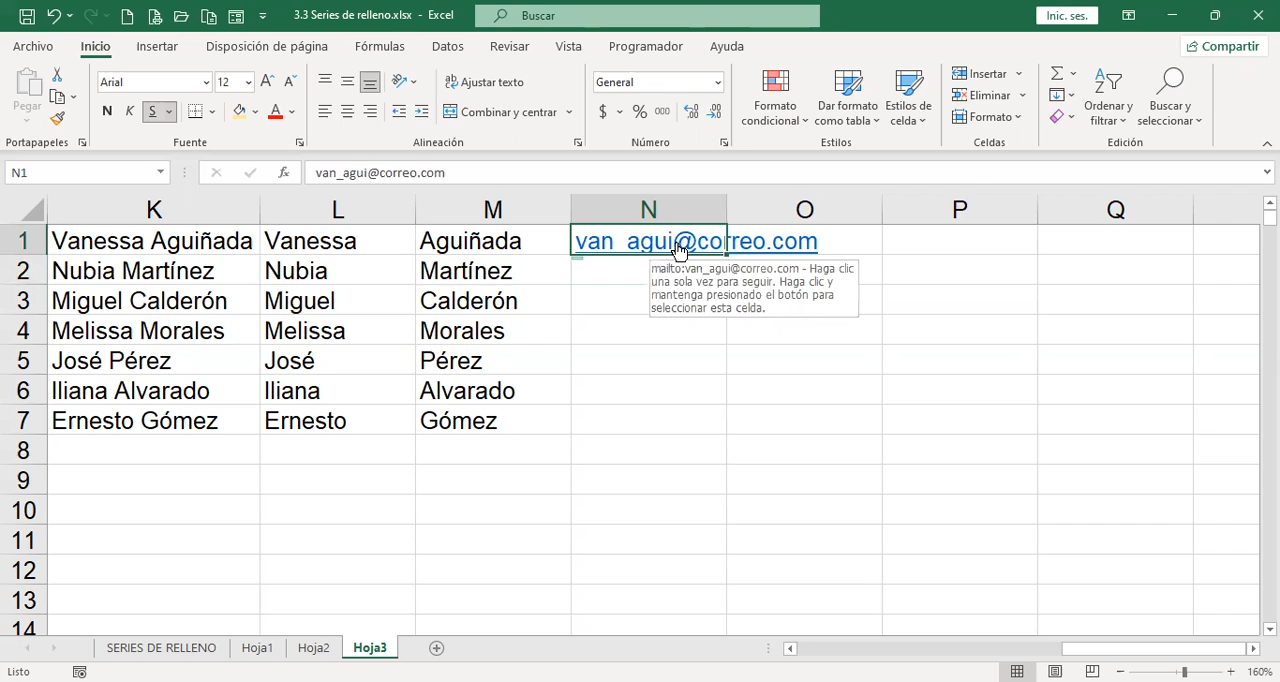 3.3 Series de relleno.xlsx - Excel
Buscar
Inic. ses.
Archivo Inicio Insertar Disposición de página Fórmulas Datos Revisar Vista Programador Ayuda
Compartir
Pegar
Portapapeles
Arial 12
N K S
Fuente
Ajustar texto
Combinar y centrar
Alineación
General
$ % 000
Número
Formato condicional
Dar formato como tabla
Estilos de celda
Estilos
Insertar
Eliminar
Formato
Celdas
Ordenar y filtrar
Buscar y seleccionar
Edición
N1
fx
van_agui@correo.com
K L M N O P Q
1 Vanessa Aguiñada Vanessa Aguiñada van_agui@correo.com
2 Nubia Martínez Nubia Martínez
mailto:van_agui@correo.com - Haga clic
una sola vez para seguir. Haga clic y
mantenga presionado el botón para
seleccionar esta celda.
3 Miguel Calderón Miguel Calderón
4 Melissa Morales Melissa Morales
5 José Pérez José Pérez
6 Iliana Alvarado Iliana Alvarado
7 Ernesto Gómez Ernesto Gómez
8
9
10
11
12
13
14
SERIES DE RELLENO Hoja1 Hoja2 Hoja3
Listo
160%